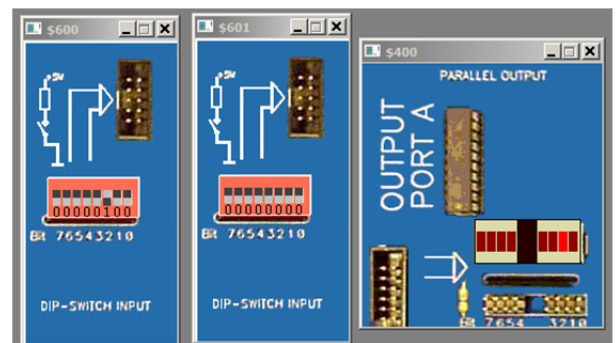 $600
+5V
00000100
Bit 76543210
DIP-SWITCH INPUT
$601
+5V
00000000
Bit 76543210
DIP-SWITCH INPUT
$400
PARALLEL OUTPUT
OUTPUT
PORT A
Bit 7654 3210